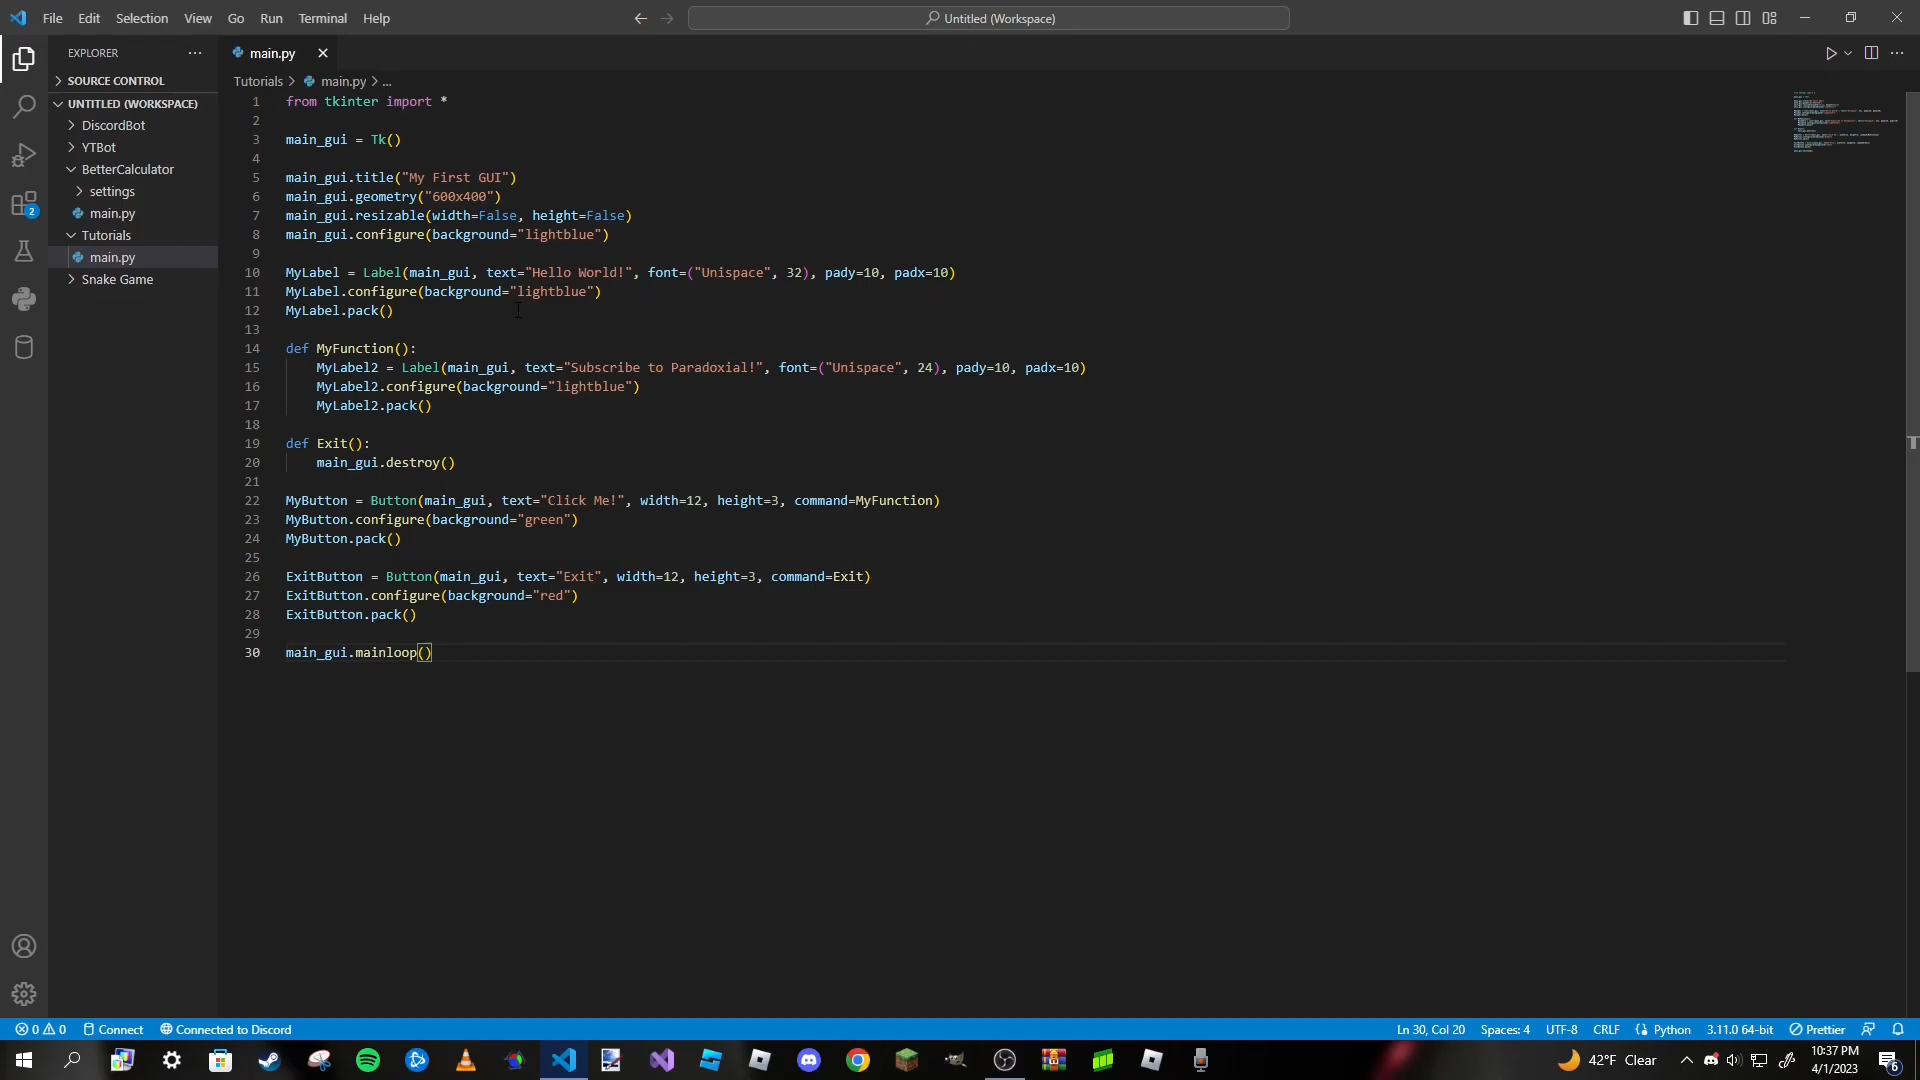 File Edit Selection View Go Run Terminal Help
Untitled (Workspace)
EXPLORER
main.py
SOURCE CONTROL
UNTITLED (WORKSPACE)
DiscordBot
YTBot
BetterCalculator
settings
main.py
Tutorials
main.py
Snake Game
2
Tutorials > main.py > ...
1 from tkinter import *
2
3 main_gui = Tk()
4
5 main_gui.title("My First GUI")
6 main_gui.geometry("600x400")
7 main_gui.resizable(width=False, height=False)
8 main_gui.configure(background="lightblue")
9
10 MyLabel = Label(main_gui, text="Hello World!", font=("Unispace", 32), pady=10, padx=10)
11 MyLabel.configure(background="lightblue")
12 MyLabel.pack()
13
14 def MyFunction():
15 MyLabel2 = Label(main_gui, text="Subscribe to Paradoxial!", font=("Unispace", 24), pady=10, padx=10)
16 MyLabel2.configure(background="lightblue")
17 MyLabel2.pack()
18
19 def Exit():
20 main_gui.destroy()
21
22 MyButton = Button(main_gui, text="Click Me!", width=12, height=3, command=MyFunction)
23 MyButton.configure(background="green")
24 MyButton.pack()
25
26 ExitButton = Button(main_gui, text="Exit", width=12, height=3, command=Exit)
27 ExitButton.configure(background="red")
28 ExitButton.pack()
29
30 main_gui.mainloop()
0 0 Connect Connected to Discord
Ln 30, Col 20 Spaces: 4 UTF-8 CRLF Python 3.11.0 64-bit Prettier
42°F Clear
10:37 PM
4/1/2023
6